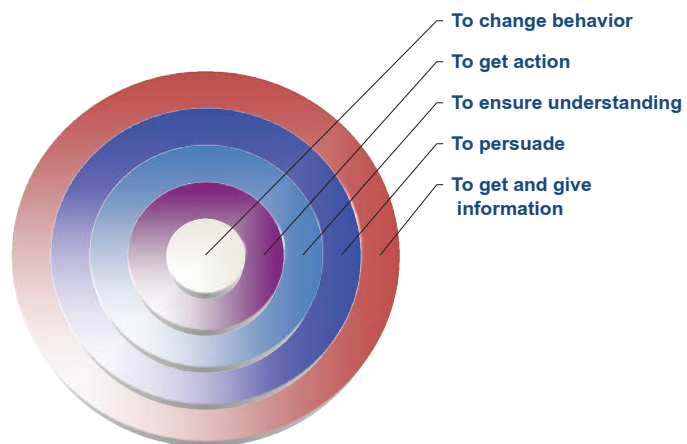 To change behavior
To get action
To ensure understanding
To persuade
To get and give
information